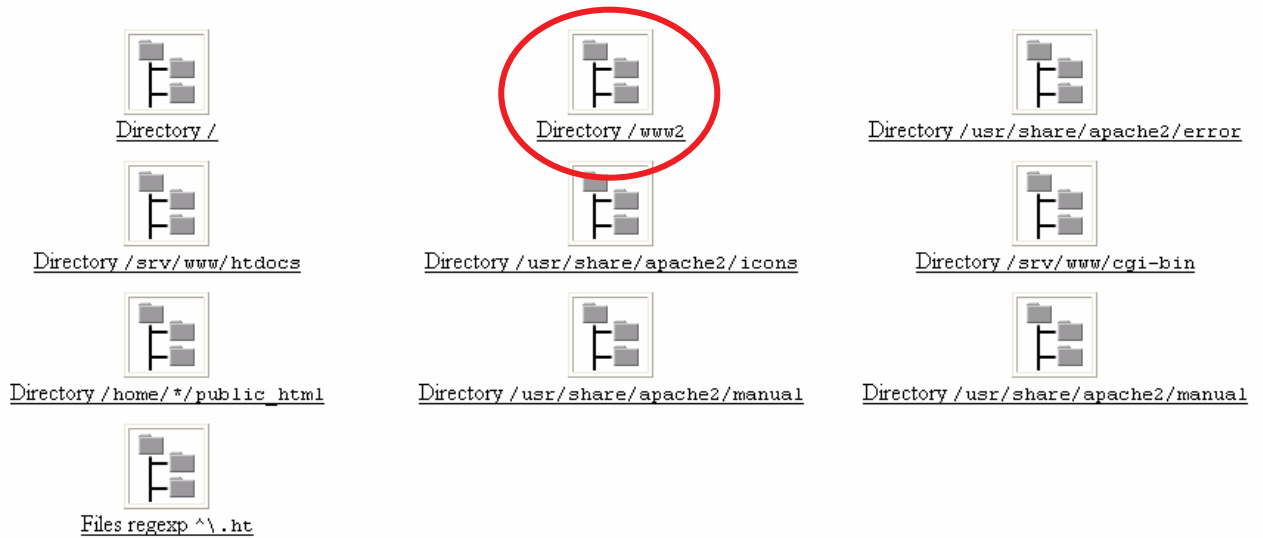 Directory / Directory /www2 Directory /usr/share/apache2/error
Directory /srv/www/htdocs Directory /usr/share/apache2/icons Directory /srv/www/cgi-bin
Directory /home/*/public_html Directory /usr/share/apache2/manual Directory /usr/share/apache2/manual
Files regexp ^\.ht